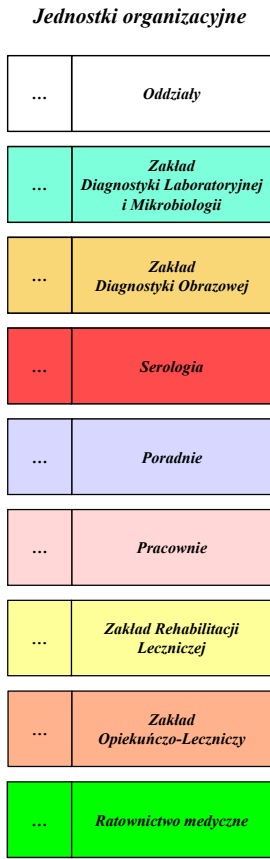 Jednostki organizacyjne
... Oddziały
... Zakład
Diagnostyki Laboratoryjnej
i Mikrobiologii
... Zakład
Diagnostyki Obrazowej
... Serologia
... Poradnie
... Pracownie
... Zakład Rehabilitacji
Leczniczej
... Zakład
Opiekuńczo-Leczniczy
... Ratownictwo medyczne